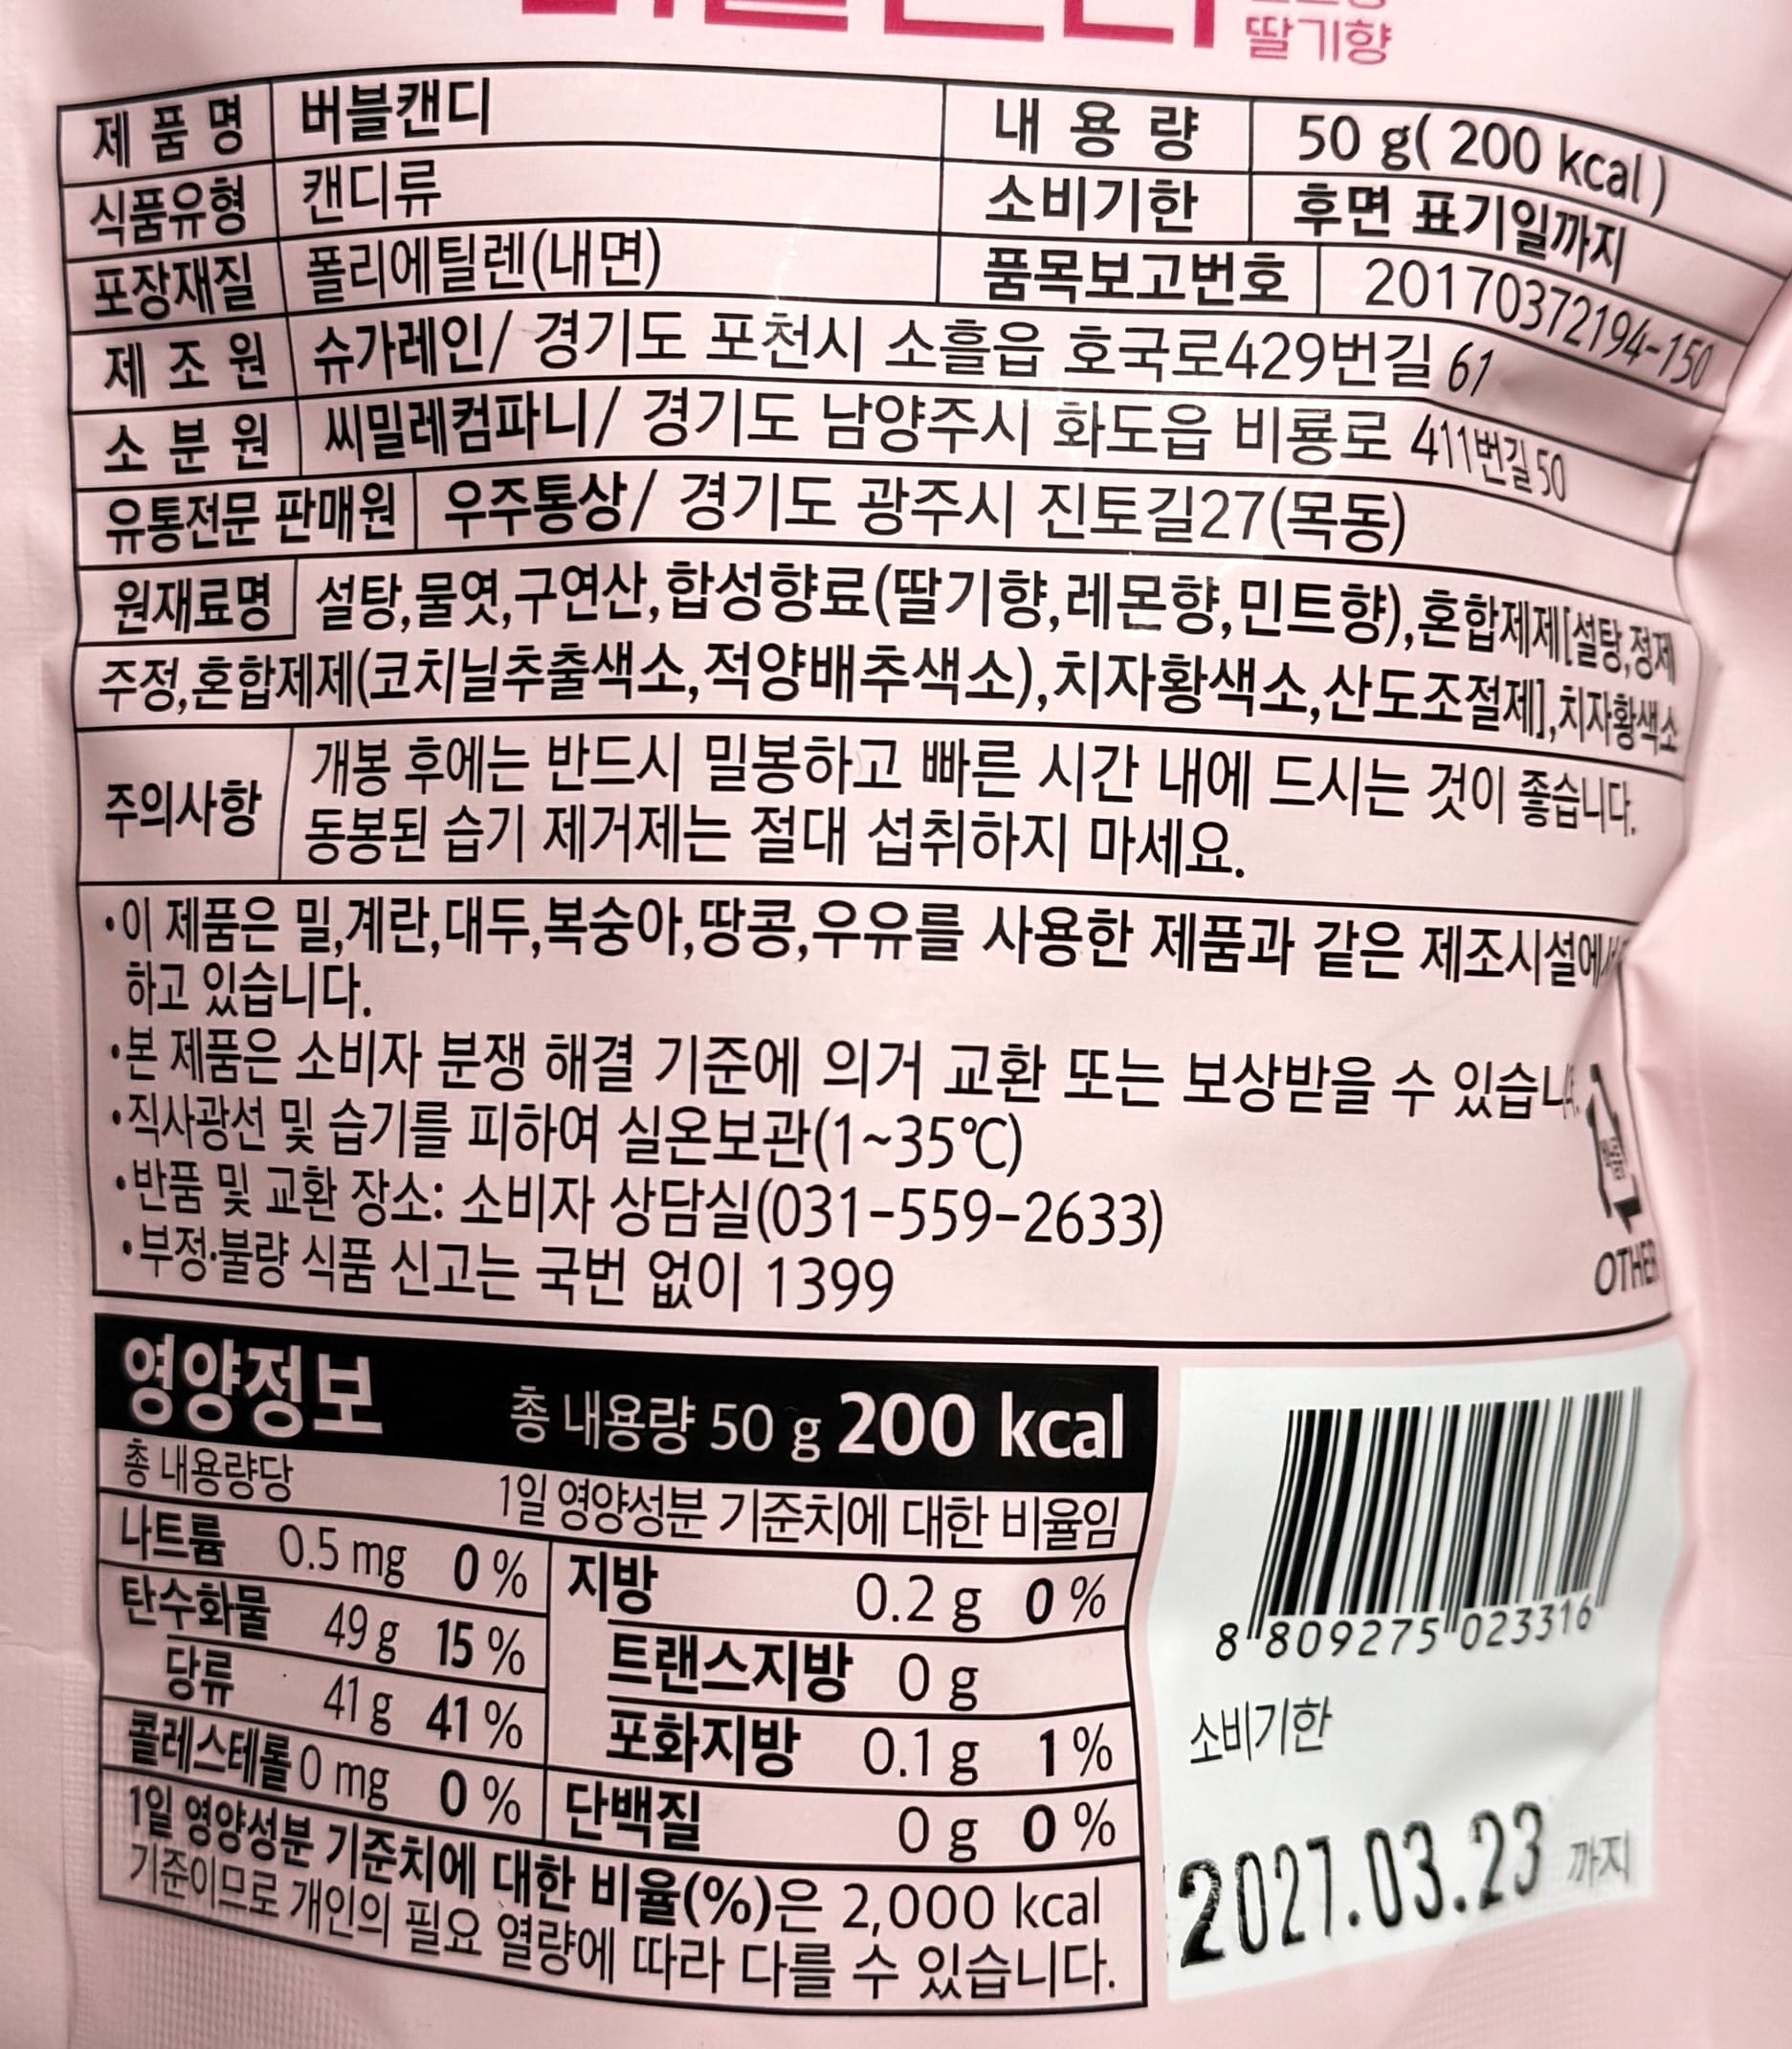 딸기향
제품명 버블캔디 내용량 50 g( 200 kcal )
식품유형 캔디류 소비기한 후면 표기일까지
포장재질 폴리에틸렌(내면) 품목보고번호 20170372194-150
제조원 슈가레인/ 경기도 포천시 소흘읍 호국로429번길 61
소분원 씨밀레컴파니/ 경기도 남양주시 화도읍 비룡로 411번길 50
유통전문 판매원 우주통상/ 경기도 광주시 진토길27(목동)
원재료명 설탕,물엿,구연산,합성향료(딸기향,레몬향,민트향),혼합제제[설탕,정제
주정,혼합제제(코치닐추출색소,적양배추색소),치자황색소,산도조절제],치자황색소
주의사항 개봉 후에는 반드시 밀봉하고 빠른 시간 내에 드시는 것이 좋습니다.
동봉된 습기 제거제는 절대 섭취하지 마세요.
•이 제품은 밀,계란,대두,복숭아,땅콩,우유를 사용한 제품과 같은 제조시설에서
하고 있습니다.
•본 제품은 소비자 분쟁 해결 기준에 의거 교환 또는 보상받을 수 있습니다.
•직사광선 및 습기를 피하여 실온보관(1~35℃)
•반품 및 교환 장소: 소비자 상담실(031-559-2633)
•부정·불량 식품 신고는 국번 없이 1399
OTHER
영양정보 총 내용량 50 g 200 kcal
총 내용량당 1일 영양성분 기준치에 대한 비율임
나트륨 0.5 mg 0 % 지방 0.2 g 0 %
탄수화물 49 g 15 % 트랜스지방 0 g
당류 41 g 41 % 포화지방 0.1 g 1 %
콜레스테롤 0 mg 0 % 단백질 0 g 0 %
1일 영양성분 기준치에 대한 비율(%)은 2,000 kcal
기준이므로 개인의 필요 열량에 따라 다를 수 있습니다.
8 809275 023316
소비기한
2027.03.23 까지